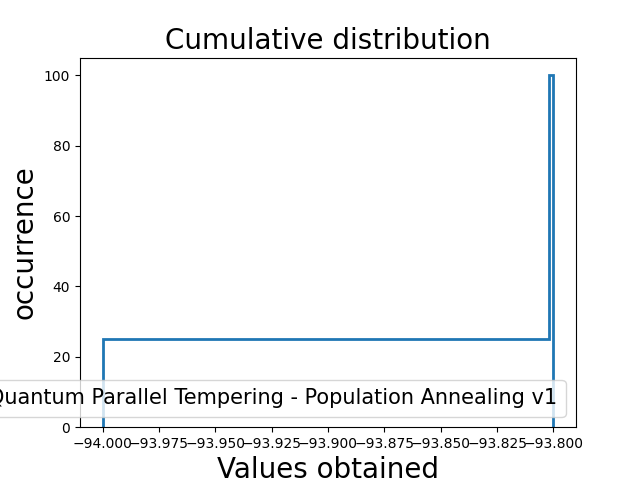 Cumulative distribution
occurrence
100
80
60
40
20
0
Quantum Parallel Tempering - Population Annealing v1
−94.000 −93.975 −93.950 −93.925 −93.900 −93.875 −93.850 −93.825 −93.800
Values obtained